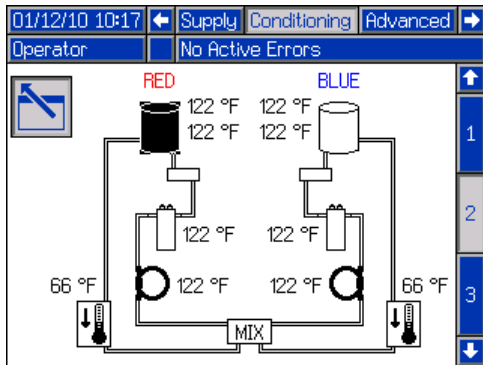 01/12/10 10:17 Supply Conditioning Advanced
Operator No Active Errors
RED BLUE
122 °F 122 °F
122 °F 122 °F
1
2
122 °F 122 °F
66 °F 122 °F 122 °F 66 °F
3
MIX